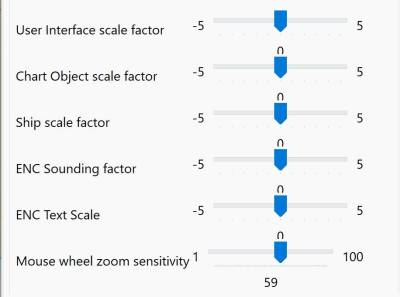 User Interface scale factor -5 5
0
Chart Object scale factor -5 5
0
Ship scale factor -5 5
0
ENC Sounding factor -5 5
0
ENC Text Scale -5 5
0
Mouse wheel zoom sensitivity 1 100
59